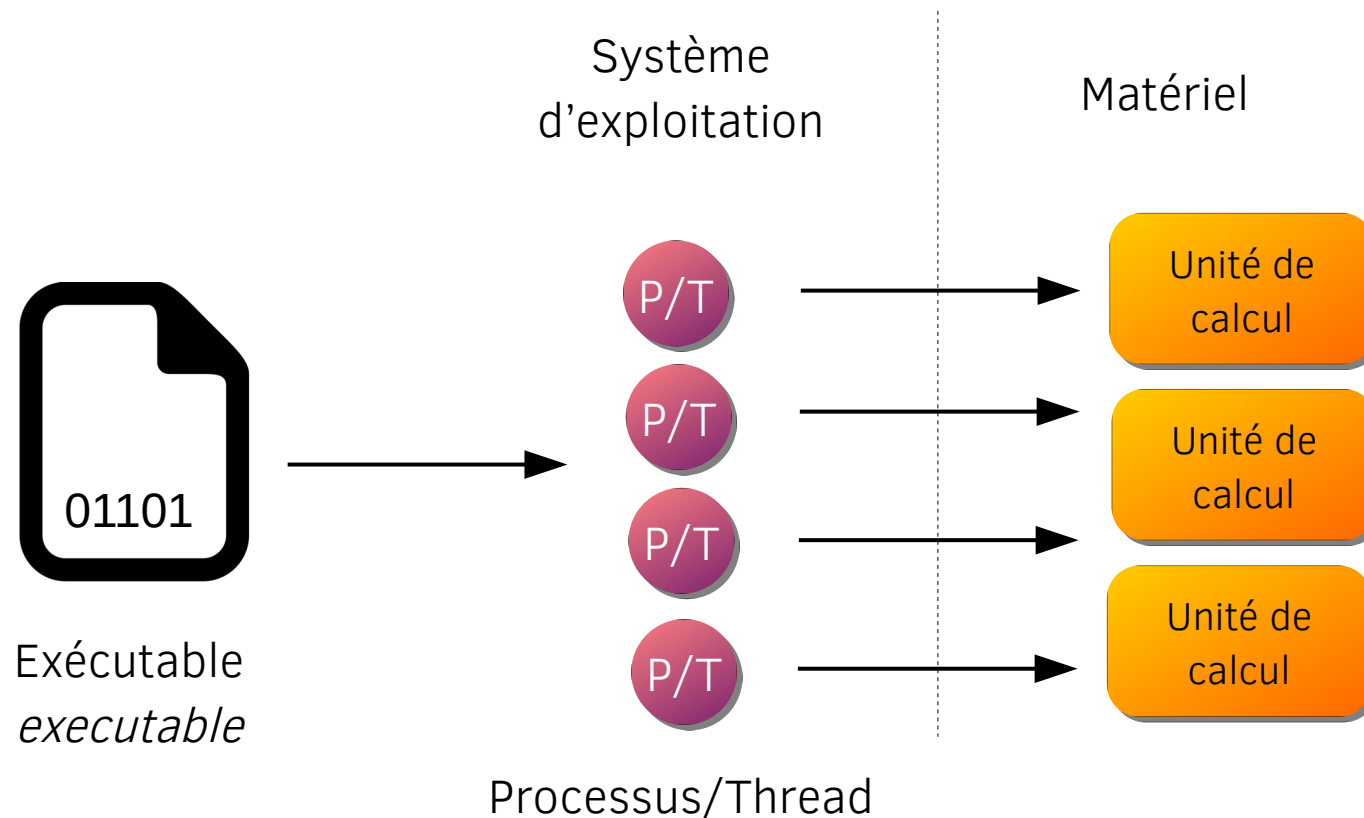 Système
d’exploitation
Matériel
01101
Exécutable
executable
P/T
P/T
P/T
P/T
Processus/Thread
Unité de
calcul
Unité de
calcul
Unité de
calcul